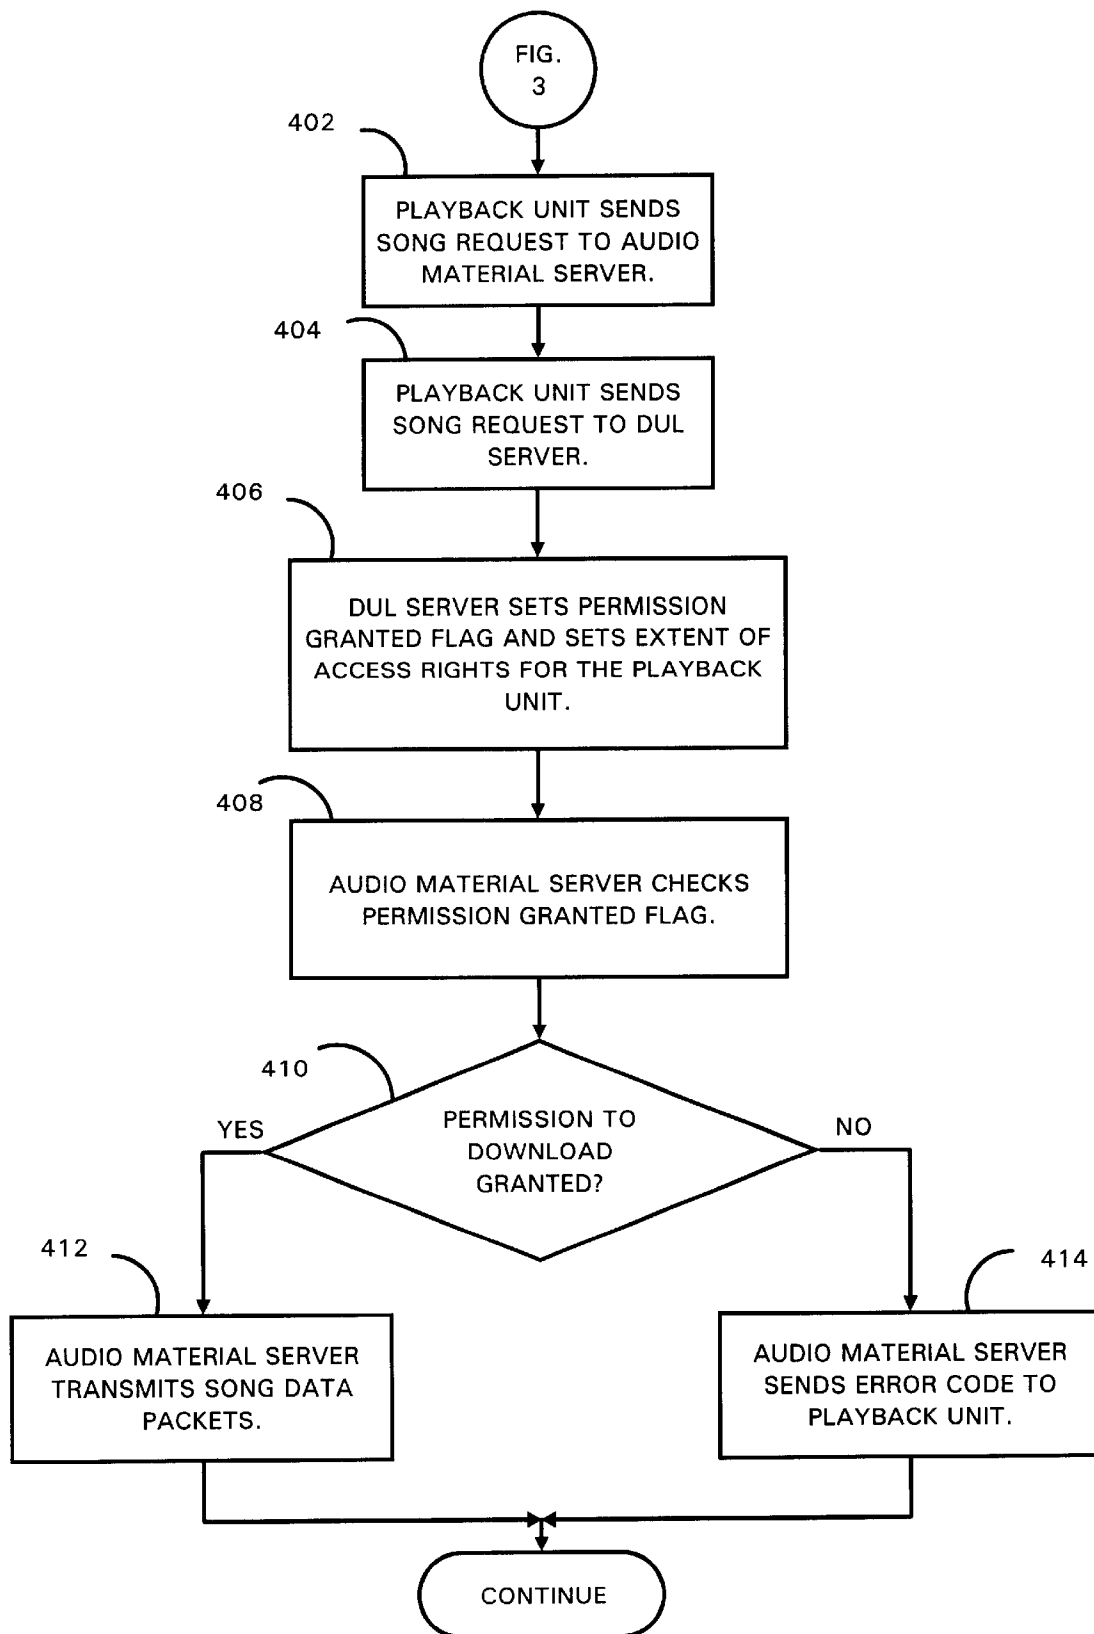 FIG.
3
402
PLAYBACK UNIT SENDS
SONG REQUEST TO AUDIO
MATERIAL SERVER.
404
PLAYBACK UNIT SENDS
SONG REQUEST TO DUL
SERVER.
406
DUL SERVER SETS PERMISSION
GRANTED FLAG AND SETS EXTENT OF
ACCESS RIGHTS FOR THE PLAYBACK
UNIT.
408
AUDIO MATERIAL SERVER CHECKS
PERMISSION GRANTED FLAG.
410
PERMISSION TO
DOWNLOAD
GRANTED?
YES
NO
412
AUDIO MATERIAL SERVER
TRANSMITS SONG DATA
PACKETS.
414
AUDIO MATERIAL SERVER
SENDS ERROR CODE TO
PLAYBACK UNIT.
CONTINUE